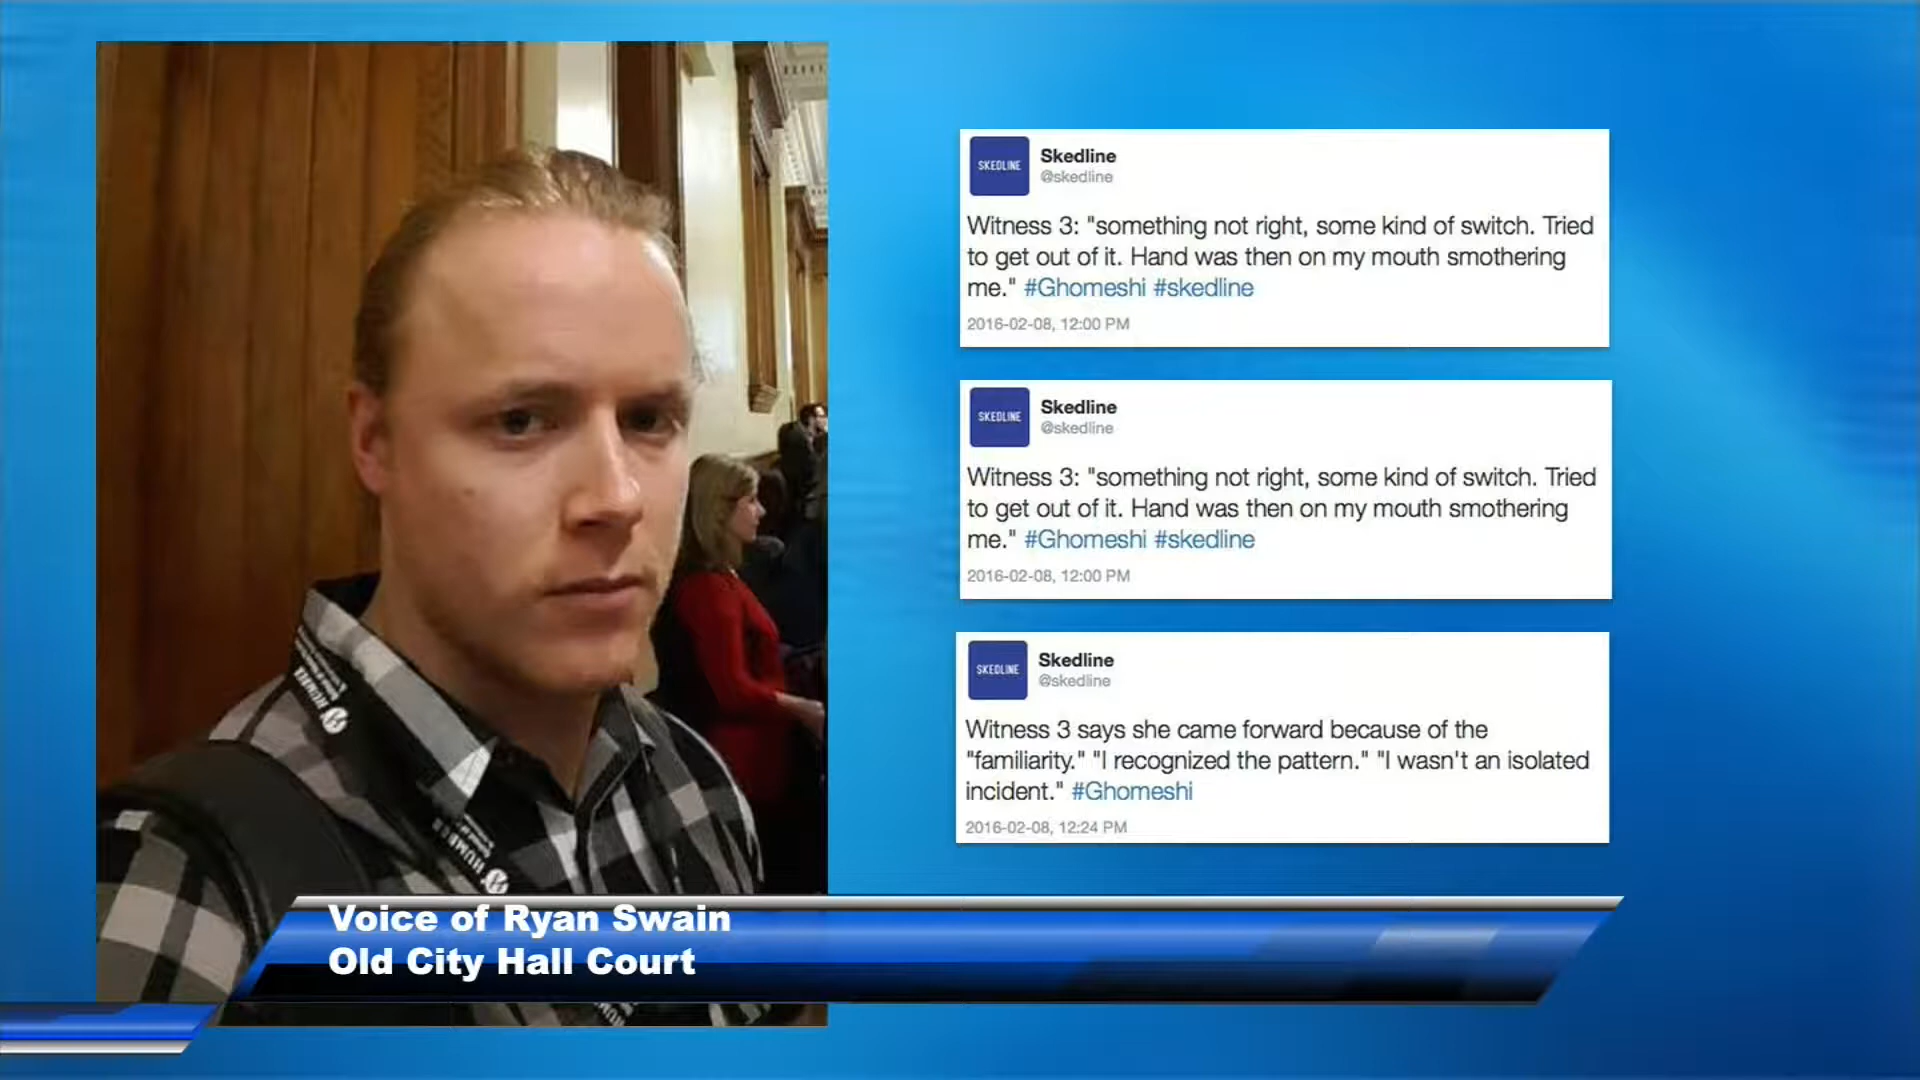 SKEDLINE
Skedline
@skedline
Witness 3: "something not right, some kind of switch. Tried
to get out of it. Hand was then on my mouth smothering
me." #Ghomeshi #skedline
2016-02-08, 12:00 PM
SKEDLINE
Skedline
@skedline
Witness 3: "something not right, some kind of switch. Tried
to get out of it. Hand was then on my mouth smothering
me." #Ghomeshi #skedline
2016-02-08, 12:00 PM
SKEDLINE
Skedline
@skedline
Witness 3 says she came forward because of the
"familiarity." "I recognized the pattern." "I wasn't an isolated
incident." #Ghomeshi
2016-02-08, 12:24 PM
HUMBER
HUMBER
Voice of Ryan Swain
Old City Hall Court